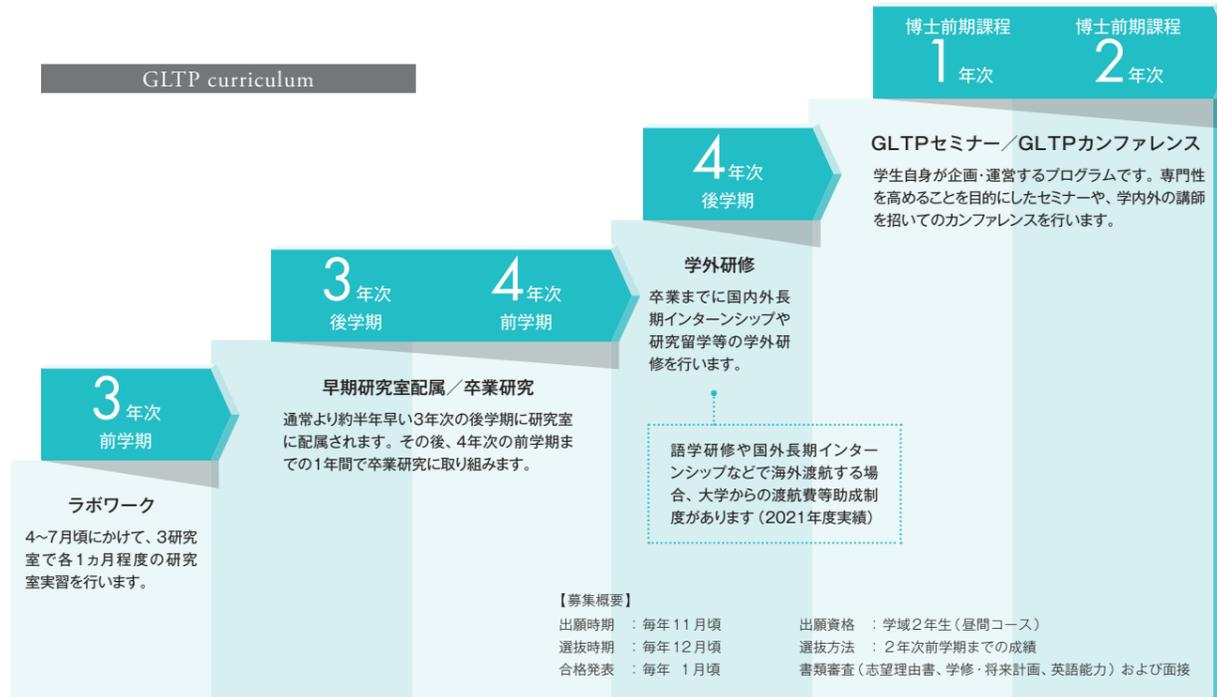 GLTP curriculum
博士前期課程
1年次
博士前期課程
2年次
GLTPセミナー／GLTPカンファレンス
学生自身が企画・運営するプログラムです。専門性
を高めることを目的にしたセミナーや、学内外の講師
を招いてのカンファレンスを行います。
4年次
後学期
学外研修
卒業までに国内外長
期インターンシップや
研究留学等の学外研
修を行います。
語学研修や国外長期インター
ンシップなどで海外渡航する場
合、大学からの渡航費等助成制
度があります（2021年度実績）
3年次
後学期
4年次
前学期
早期研究室配属／卒業研究
通常より約半年早い3年次の後学期に研究室
に配属されます。その後、4年次の前学期ま
での1年間で卒業研究に取り組みます。
3年次
前学期
ラボワーク
4〜7月頃にかけて、3研究
室で各1ヵ月程度の研究
室実習を行います。
【募集概要】
出願時期　：毎年11月頃
選抜時期　：毎年12月頃
合格発表　：毎年　1月頃
出願資格　：学域2年生（昼間コース）
選抜方法　：2年次前学期までの成績
書類審査（志望理由書、学修・将来計画、英語能力）および面接